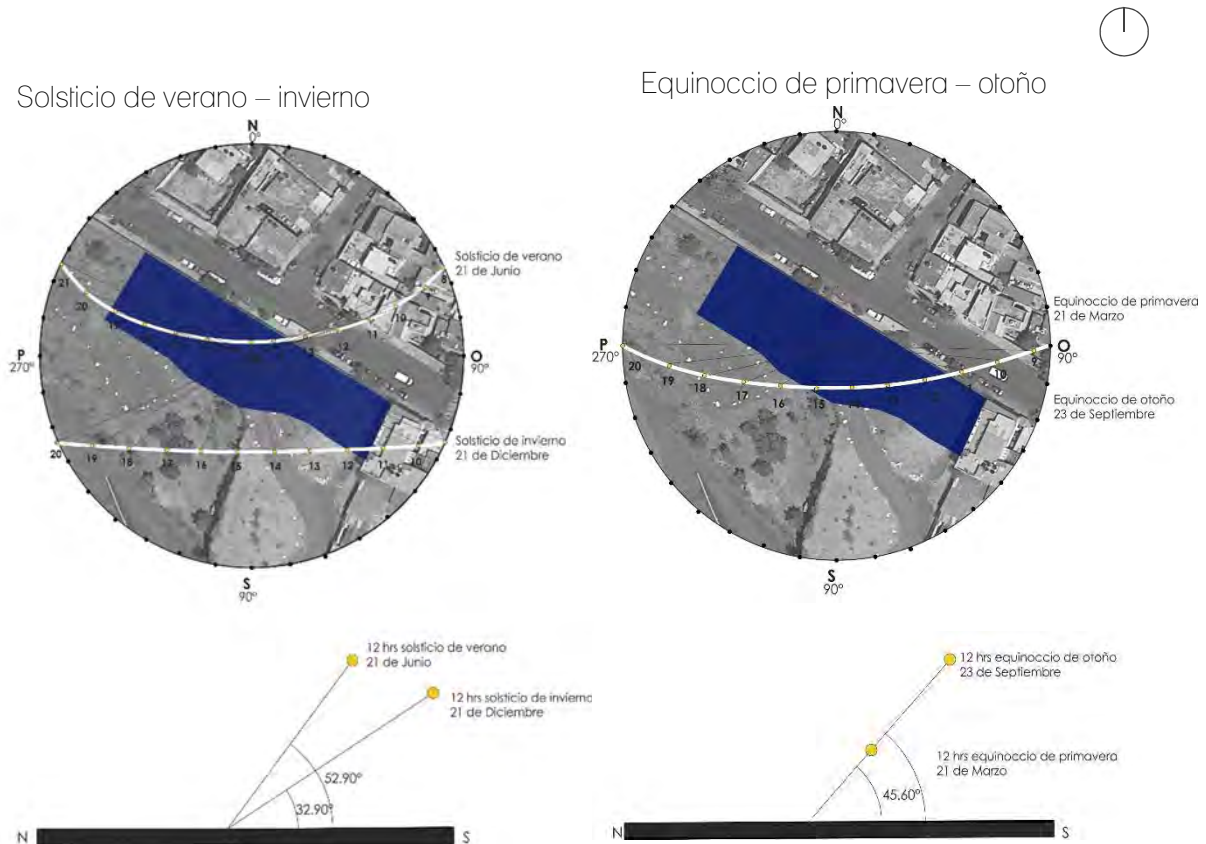 Solsticio de verano – invierno
N
0°
Solsticio de verano
21 de Junio
8
10
11
12
13
21
20
19
P
270°
O
90°
Solsticio de invierno
21 de Diciembre
20
19
18
17
16
15
14
13
12
11
10
S
90°
Equinoccio de primavera – otoño
N
0°
Equinoccio de primavera
21 de Marzo
P
270°
O
90°
20
19
18
17
16
15
10
9
Equinoccio de otoño
23 de Septiembre
S
90°
12 hrs solsticio de verano
21 de Junio
12 hrs solsticio de invierno
21 de Diciembre
52.90°
32.90°
N
S
12 hrs equinoccio de otoño
23 de Septiembre
12 hrs equinoccio de primavera
21 de Marzo
45.60°
N
S